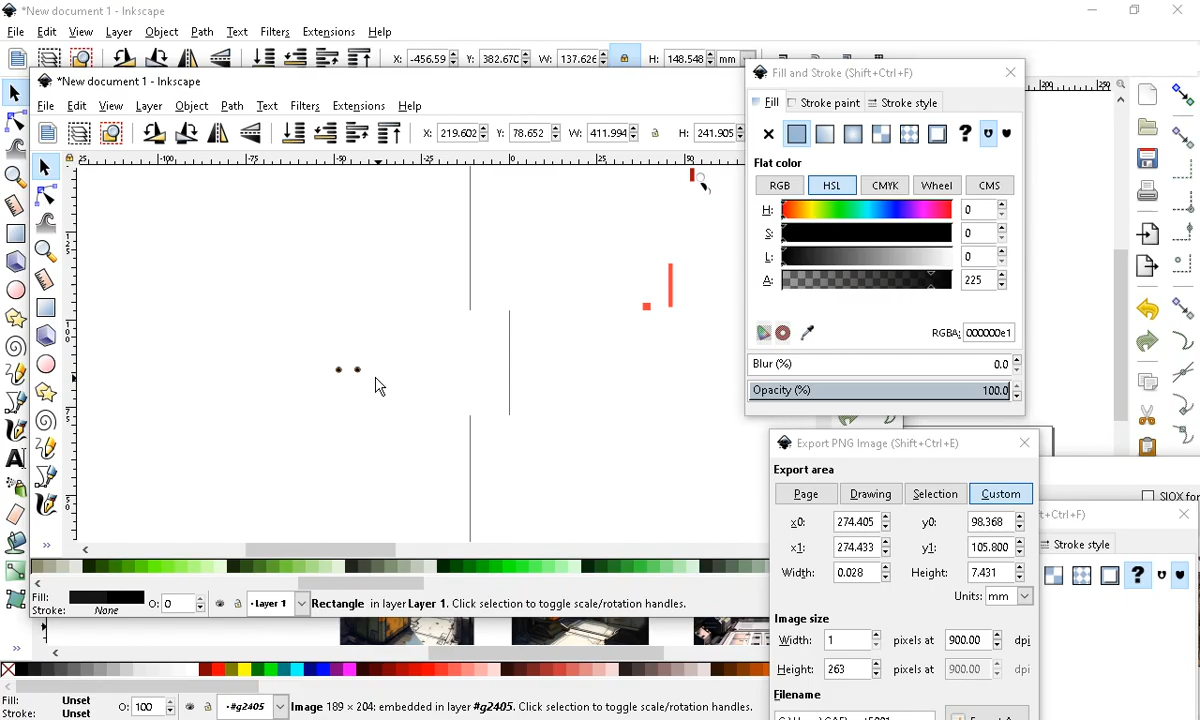 *New document 1 - Inkscape
File Edit View Layer Object Path Text Filters Extensions Help
X: -456.59 Y: 382.670 W: 137.626 H: 148.548 mm
*New document 1 - Inkscape
File Edit View Layer Object Path Text Filters Extensions Help
X: 219.602 Y: 78.652 W: 411.994 H: 241.905
Fill and Stroke (Shift+Ctrl+F)
Fill Stroke paint Stroke style
Flat color
RGB HSL CMYK Wheel CMS
H: 0
S: 0
L: 0
A: 225
RGBA: 000000e1
Blur (%) 0.0
Opacity (%) 100.0
Export PNG Image (Shift+Ctrl+E)
Export area
Page Drawing Selection Custom
x0: 274.405 y0: 98.368
x1: 274.433 y1: 105.800
Width: 0.028 Height: 7.431
Units: mm
Image size
Width: 1 pixels at 900.00 dpi
Height: 263 pixels at 900.00 dpi
Filename
SIOX for
t+Ctrl+F)
Stroke style
Fill:
Stroke: None O: 0 Layer 1 Rectangle in layer Layer 1. Click selection to toggle scale/rotation handles.
Fill: Unset
Stroke: Unset O: 100 #g2405 Image 189 × 204: embedded in layer #g2405. Click selection to toggle scale/rotation handles.